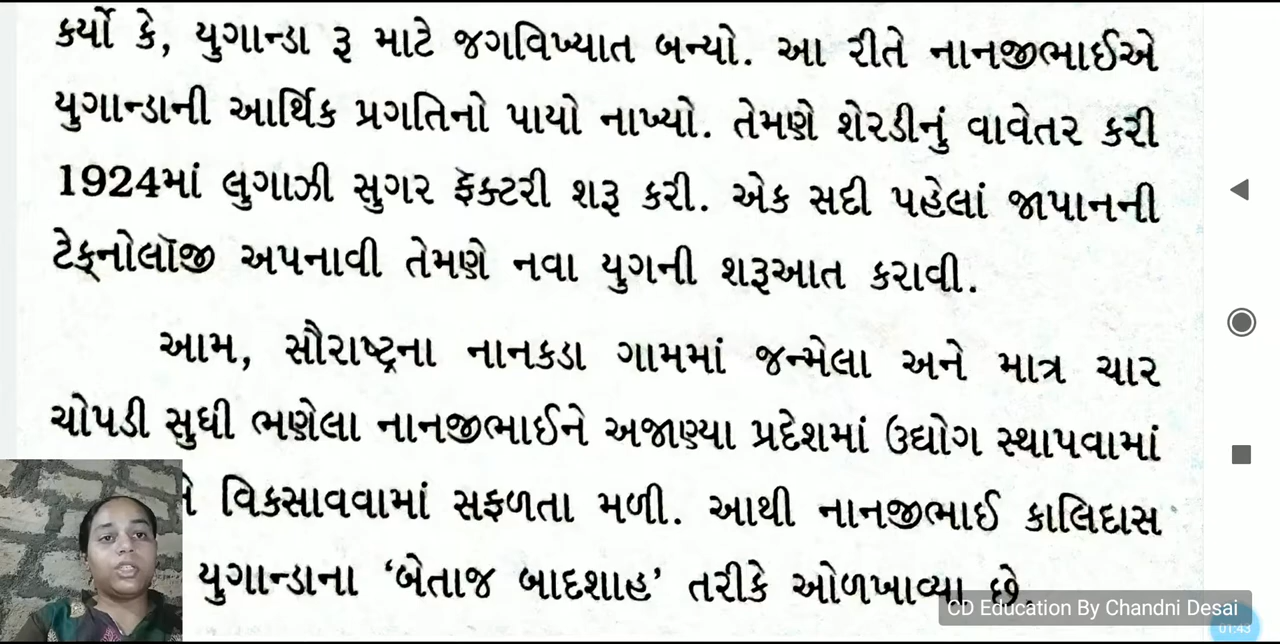 કર્યો કે, યુગાન્ડા રૂ માટે જગવિખ્યાત બન્યો. આ રીતે નાનજીભાઈએ
યુગાન્ડાની આર્થિક પ્રગતિનો પાયો નાખ્યો. તેમણે શેરડીનું વાવેતર કરી
1924માં લુગાઝી સુગર ફૅક્ટરી શરૂ કરી. એક સદી પહેલાં જાપાનની
ટેક્નોલૉજી અપનાવી તેમણે નવા યુગની શરૂઆત કરાવી.
આમ, સૌરાષ્ટ્રના નાનકડા ગામમાં જન્મેલા અને માત્ર ચાર
ચોપડી સુધી ભણેલા નાનજીભાઈને અજાણ્યા પ્રદેશમાં ઉદ્યોગ સ્થાપવામાં
વિકસાવવામાં સફળતા મળી. આથી નાનજીભાઈ કાલિદાસ
યુગાન્ડાના ‘બેતાજ બાદશાહ’ તરીકે ઓળખાવ્યા છે.
CD Education By Chandni Desai
01:43